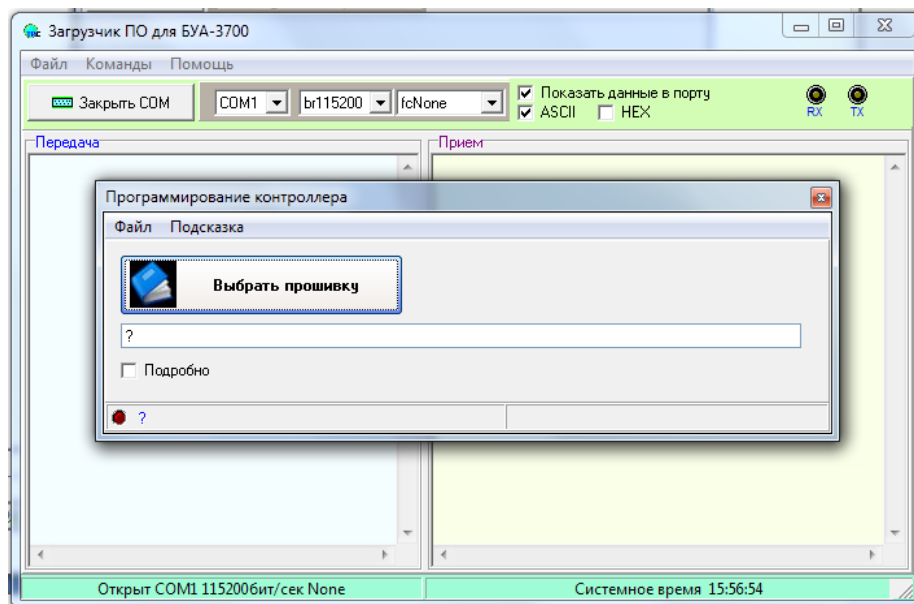 Загрузчик ПО для БУА-3700
Файл Команды Помощь
Закрыть COM COM1 br115200 fcNone Показать данные в порту
ASCII HEX RX TX
Передача Прием
Программирование контроллера
Файл Подсказка
Выбрать прошивку
?
Подробно
?
Открыт COM1 115200бит/сек None Системное время 15:56:54